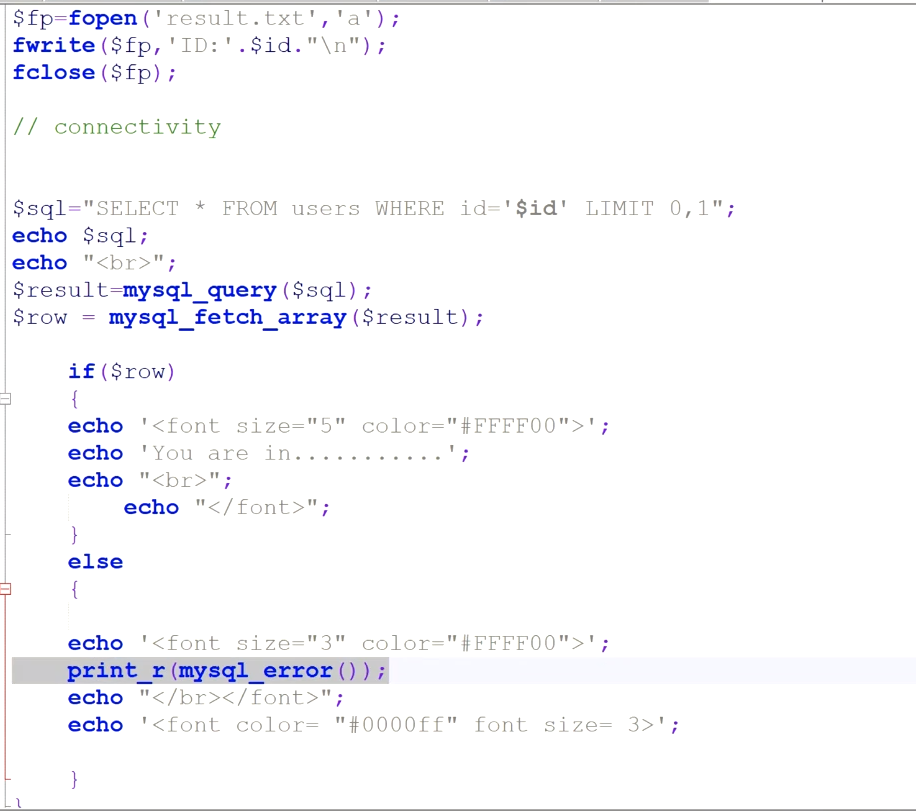 $fp=fopen('result.txt','a');
fwrite($fp,'ID:'.$id."\n");
fclose($fp);
// connectivity
$sql="SELECT * FROM users WHERE id='$id' LIMIT 0,1";
echo $sql;
echo "<br>";
$result=mysql_query($sql);
$row = mysql_fetch_array($result);
if($row)
{
echo '<font size="5" color="#FFFF00">';
echo 'You are in...........';
echo "<br>";
echo "</font>";
}
else
{
echo '<font size="3" color="#FFFF00">';
print_r(mysql_error());
echo "</br></font>";
echo '<font color= "#0000ff" font size= 3>';
}
}